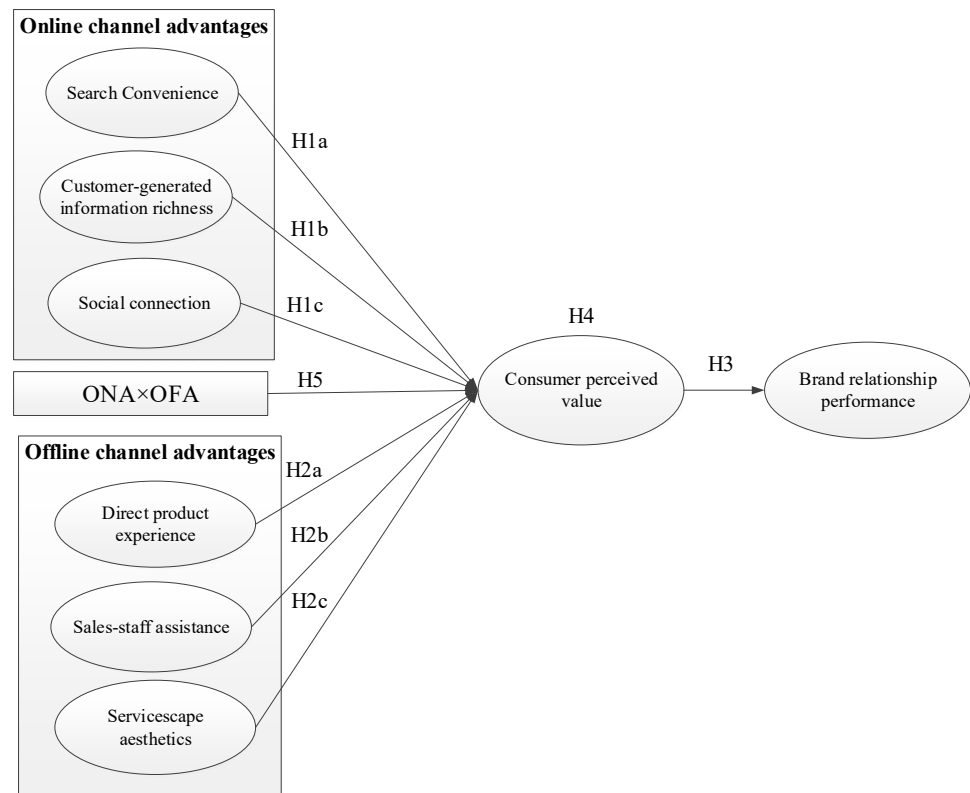 Online channel advantages
Search Convenience
Customer-generated
information richness
Social connection
H1a
H1b
H1c
ONA×OFA
H5
Offline channel advantages
Direct product
experience
Sales-staff assistance
Servicescape
aesthetics
H2a
H2b
H2c
H4
Consumer perceived
value
H3
Brand relationship
performance